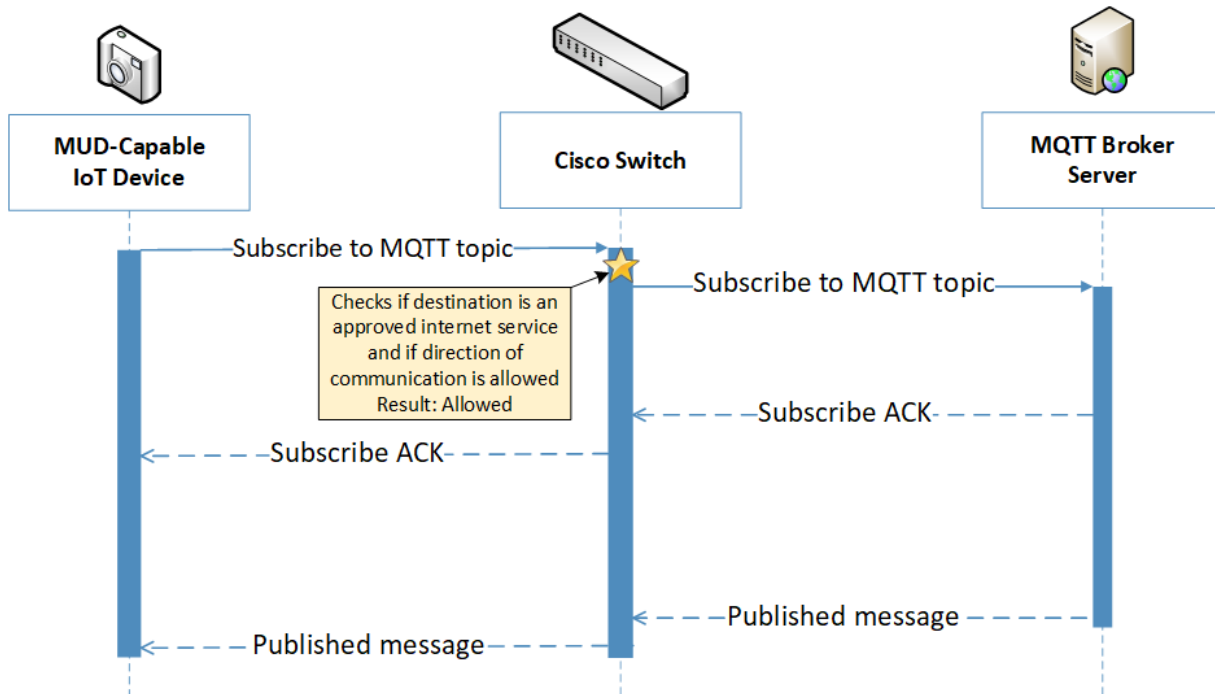 MUD-Capable
IoT Device
Cisco Switch
MQTT Broker
Server
Subscribe to MQTT topic
Subscribe to MQTT topic
Checks if destination is an
approved internet service
and if direction of
communication is allowed
Result: Allowed
Subscribe ACK
Subscribe ACK
Published message
Published message